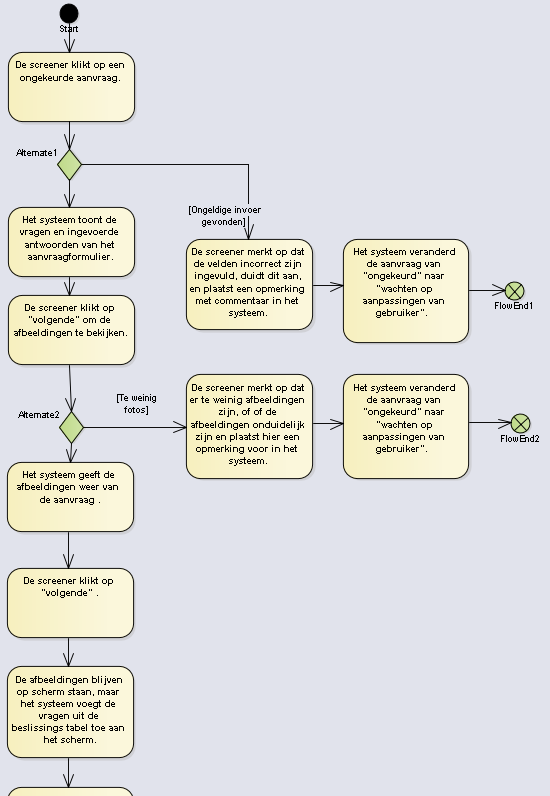 Start
De screener klikt op een
ongekeurde aanvraag.
Alternate1
[Ongeldige invoer
gevonden]
Het systeem toont de
vragen en ingevoerde
antwoorden van het
aanvraagformulier.
De screener merkt op dat
de velden incorrect zijn
ingevuld, duidt dit aan,
en plaatst een opmerking
met commentaar in het
systeem.
Het systeem veranderd
de aanvraag van
"ongekeurd" naar
"wachten op
aanpassingen van
gebruiker".
FlowEnd1
De screener klikt op
"volgende" om de
afbeeldingen te bekijken.
Alternate2
[Te weinig
fotos]
De screener merkt op dat
er te weinig afbeeldingen
zijn, of of de
afbeeldingen onduidelijk
zijn en plaatst hier een
opmerking voor in het
systeem.
Het systeem veranderd
de aanvraag van
"ongekeurd" naar
"wachten op
aanpassingen van
gebruiker".
FlowEnd2
Het systeem geeft de
afbeeldingen weer van
de aanvraag .
De screener klikt op
"volgende" .
De afbeeldingen blijven
op scherm staan, maar
het systeem voegt de
vragen uit de
beslissings tabel toe aan
het scherm.